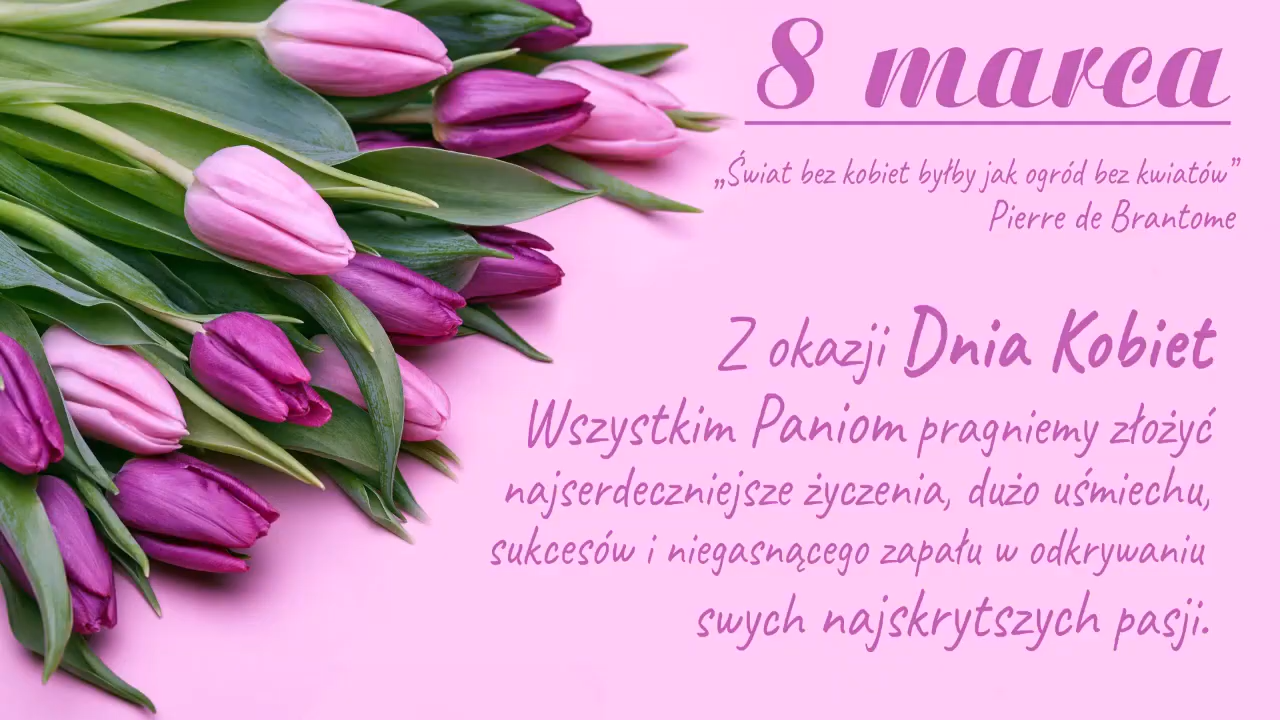 8 marca
„Świat bez kobiet byłby jak ogród bez kwiatów”
Pierre de Brantome
Z okazji Dnia Kobiet
Wszystkim Paniom pragniemy złożyć
najserdeczniejsze życzenia, dużo uśmiechu,
sukcesów i niegasnącego zapału w odkrywaniu
swych najskrytszych pasji.